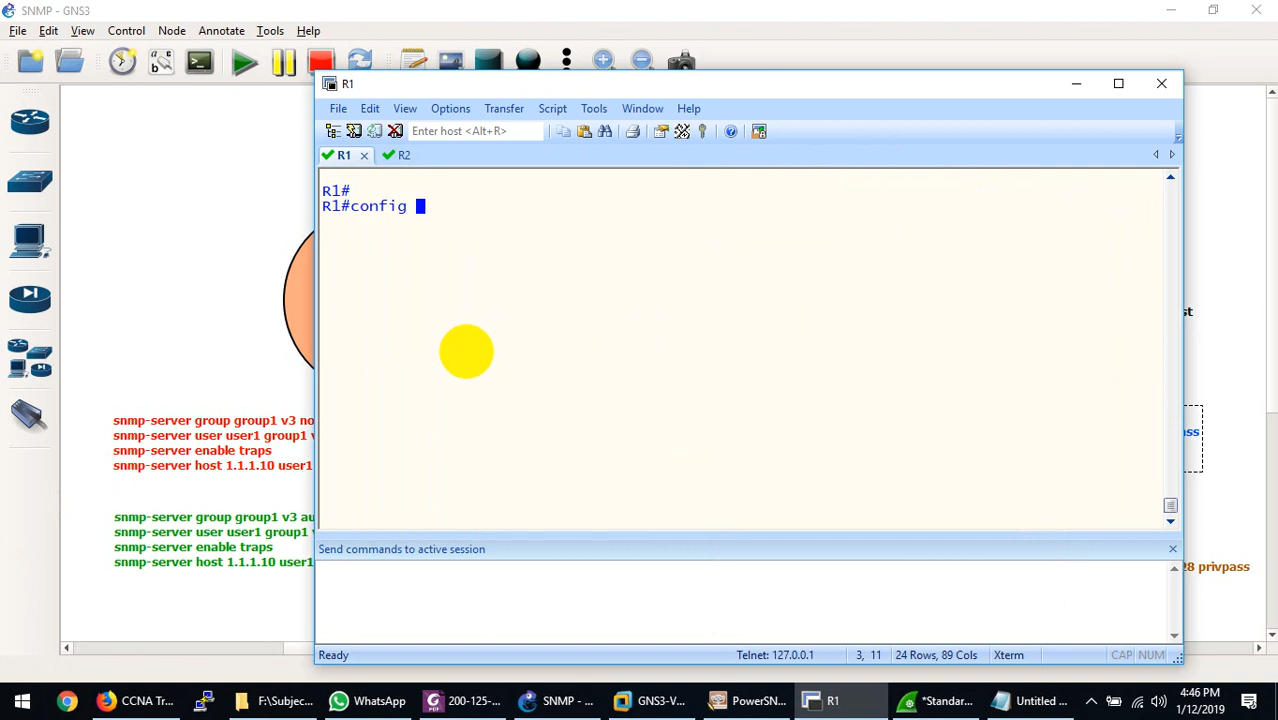 SNMP - GNS3
File Edit View Control Node Annotate Tools Help
R1
File Edit View Options Transfer Script Tools Window Help
Enter host <Alt+R>
R1 R2
R1#
R1#config
st
snmp-server group group1 v3 no
snmp-server user user1 group1 v
snmp-server enable traps
snmp-server host 1.1.1.10 user1
ass
snmp-server group group1 v3 au
snmp-server user user1 group1 v
snmp-server enable traps
snmp-server host 1.1.1.10 user1
28 privpass
Send commands to active session
Ready Telnet: 127.0.0.1 3, 11 24 Rows, 89 Cols Xterm CAP NUM
CCNA Tr... F:\Subjec... WhatsApp 200-125-... SNMP - ... GNS3-V... PowerSN... R1 *Standar... Untitled ...
4:46 PM
1/12/2019